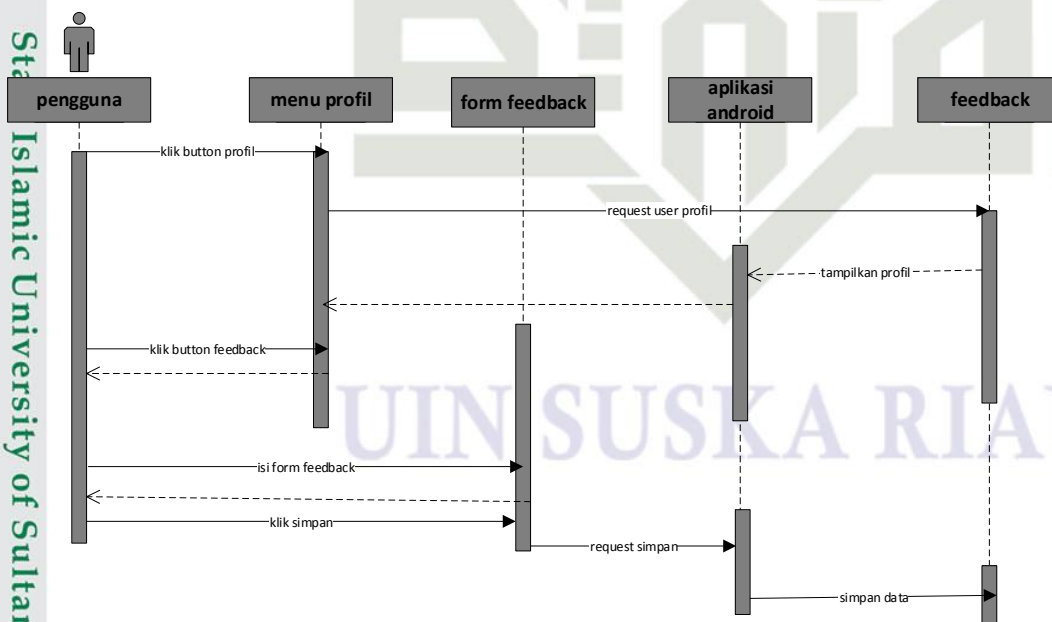 pengguna
menu profil
form feedback
aplikasi
android
feedback
klik button profil
request user profil
tampilkan profil
klik button feedback
isi form feedback
klik simpan
request simpan
simpan data
UIN SUSKA RIA
Islamic University of Sultan